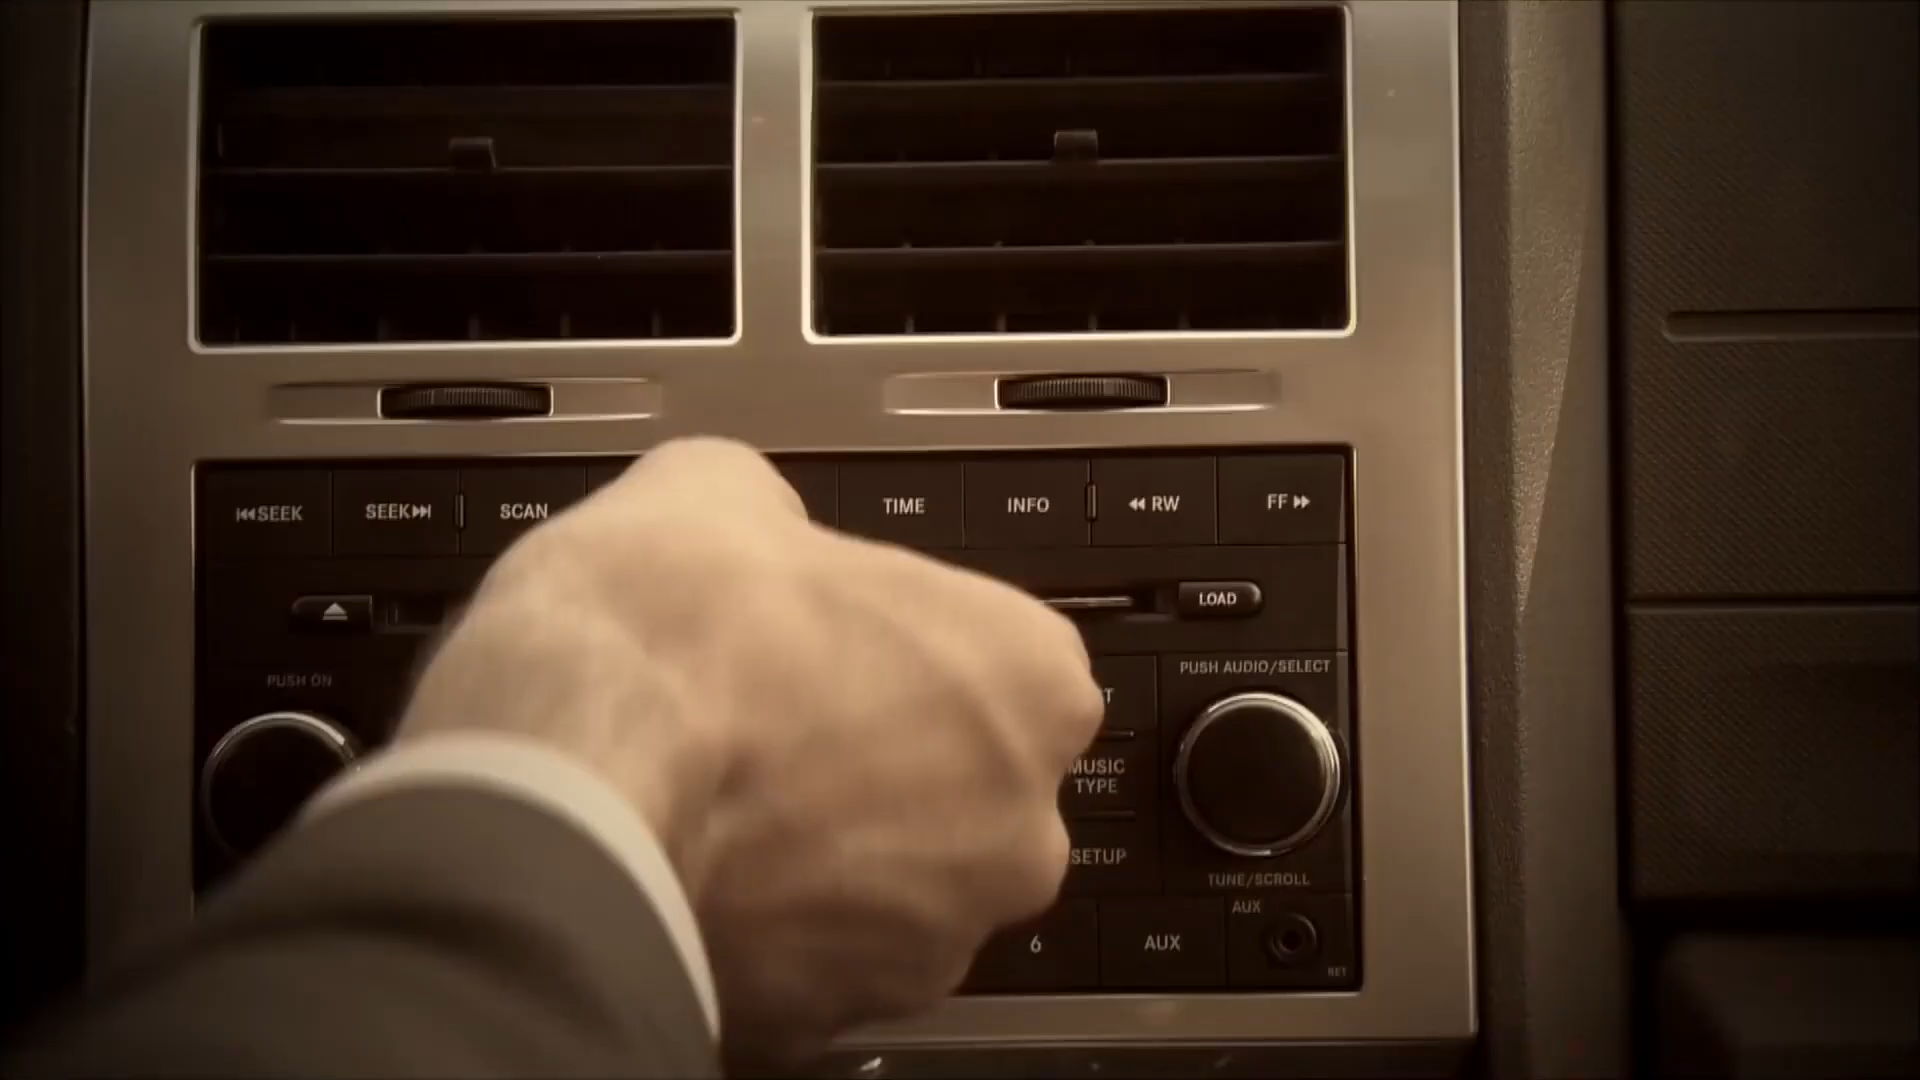 SEEK
SEEK
SCAN
TIME
INFO
RW
FF
LOAD
PUSH ON
PUSH AUDIO/SELECT
MUSIC
TYPE
SETUP
TUNE/SCROLL
AUX
6
AUX